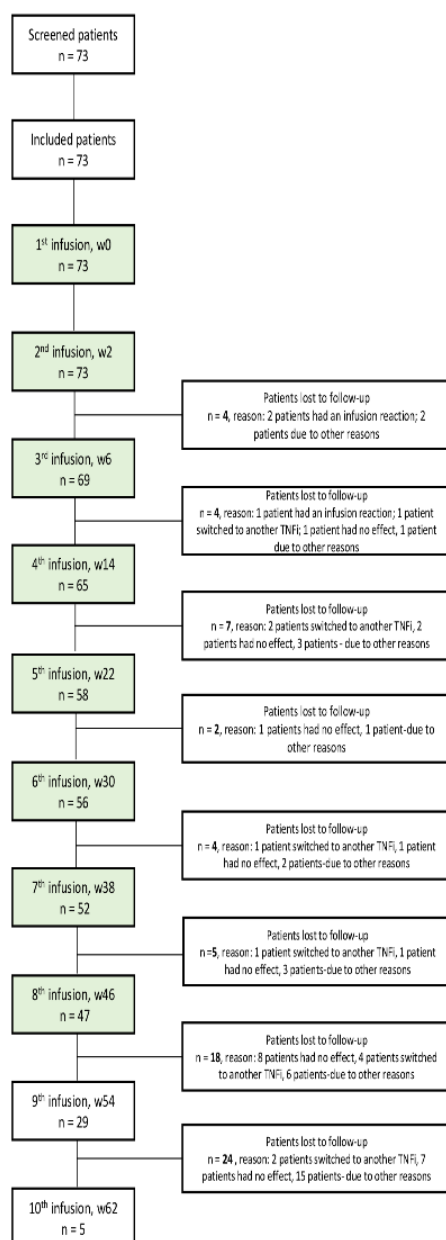 Screened patients
n = 73
Included patients
n = 73
1st infusion, w0
n = 73
2nd infusion, w2
n = 73
Patients lost to follow-up
n = 4, reason: 2 patients had an infusion reaction; 2
patients due to other reasons
3rd infusion, w6
n = 69
Patients lost to follow-up
n = 4, reason: 1 patient had an infusion reaction; 1 patient
switched to another TNFi; 1 patient had no effect, 1 patient
due to other reasons
4th infusion, w14
n = 65
Patients lost to follow-up
n = 7, reason: 2 patients switched to another TNFi, 2
patients had no effect, 3 patients - due to other reasons
5th infusion, w22
n = 58
Patients lost to follow-up
n = 2, reason: 1 patients had no effect, 1 patient-due to
other reasons
6th infusion, w30
n = 56
Patients lost to follow-up
n = 4, reason: 1 patient switched to another TNFi, 1 patient
had no effect, 2 patients-due to other reasons
7th infusion, w38
n = 52
Patients lost to follow-up
n =5, reason: 1 patient switched to another TNFi, 1 patient
had no effect, 3 patients-due to other reasons
8th infusion, w46
n = 47
Patients lost to follow-up
n = 18, reason: 8 patients had no effect, 4 patients switched
to another TNFi, 6 patients-due to other reasons
9th infusion, w54
n = 29
Patients lost to follow-up
n = 24 , reason: 2 patients switched to another TNFi, 7
patients had no effect, 15 patients- due to other reasons
10th infusion, w62
n = 5